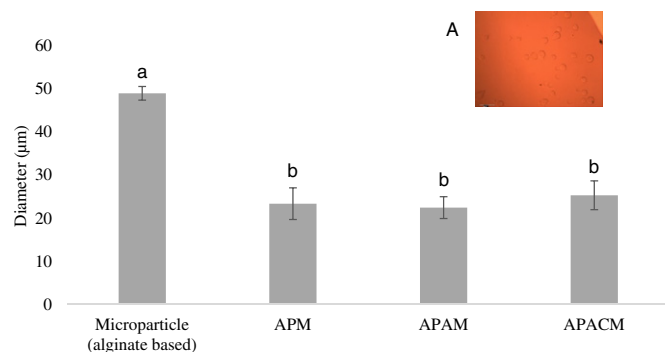 A
60
50
40
30
20
10
0
Diameter (μm)
a
b
b
b
Microparticle
(alginate based)
APM
APAM
APACM